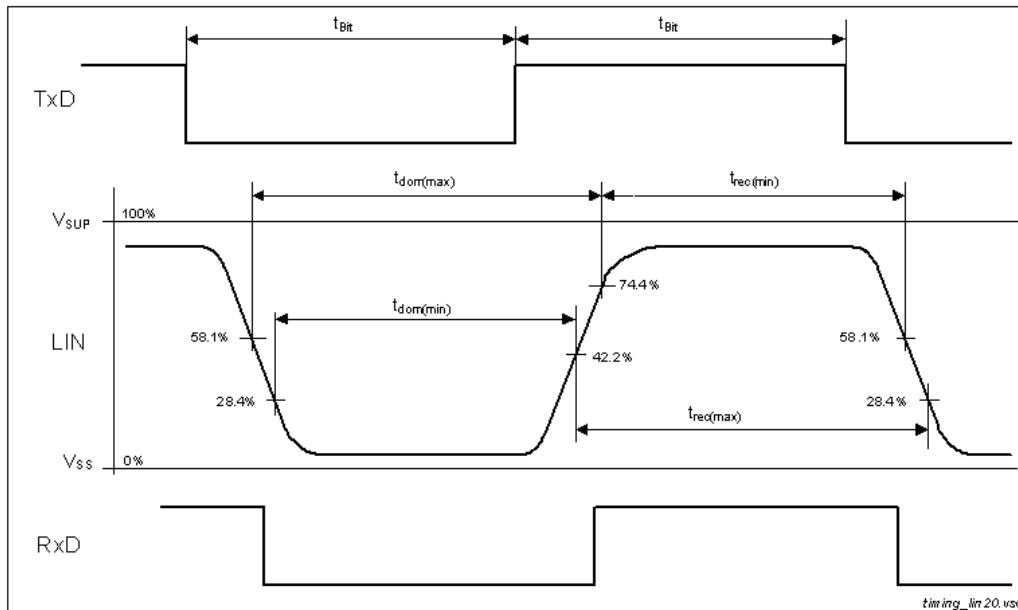 tBit tBit
TxD
tdom(max) trec(min)
VSUP 100%
74.4%
tdom(min)
LIN 58.1% 42.2% 58.1%
28.4% 28.4%
trec(max)
VSS 0%
RxD
timing_lin20.vsd